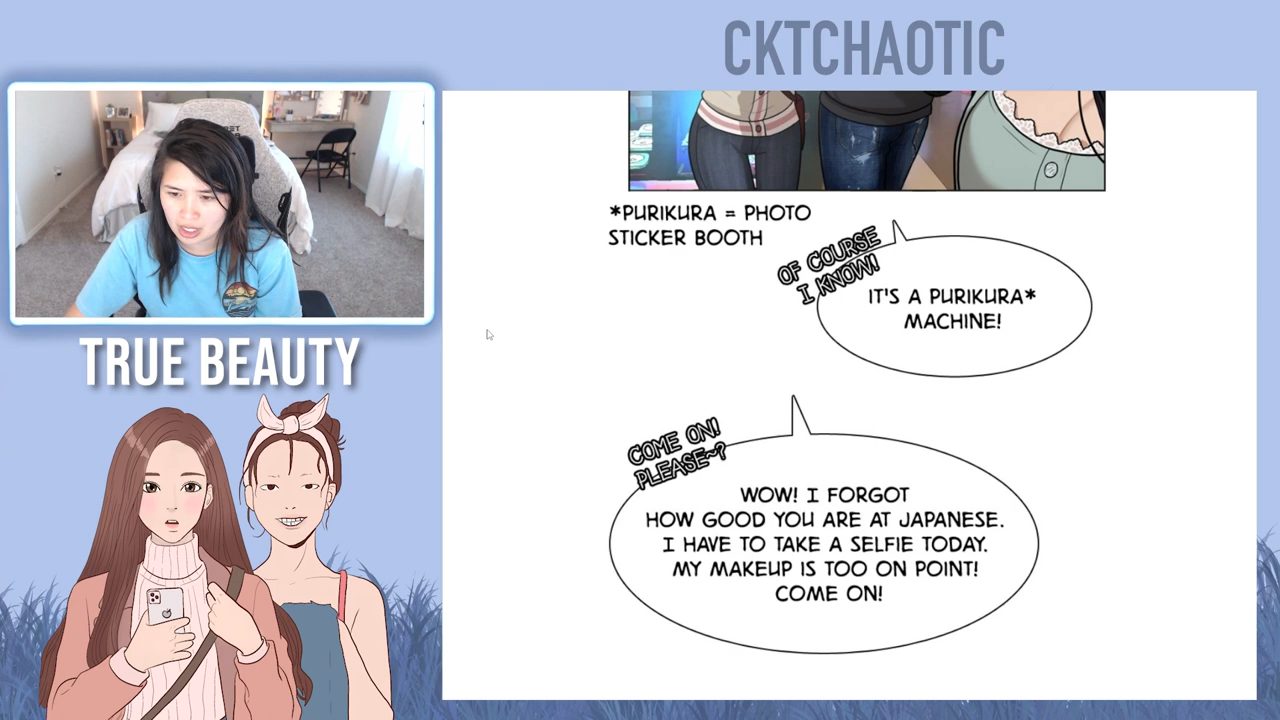 CKTCHAOTIC
TRUE BEAUTY
*PURIKURA = PHOTO
STICKER BOOTH
OF COURSE
I KNOW!
IT'S A PURIKURA*
MACHINE!
COME ON!
PLEASE~?
WOW! I FORGOT
HOW GOOD YOU ARE AT JAPANESE.
I HAVE TO TAKE A SELFIE TODAY.
MY MAKEUP IS TOO ON POINT!
COME ON!